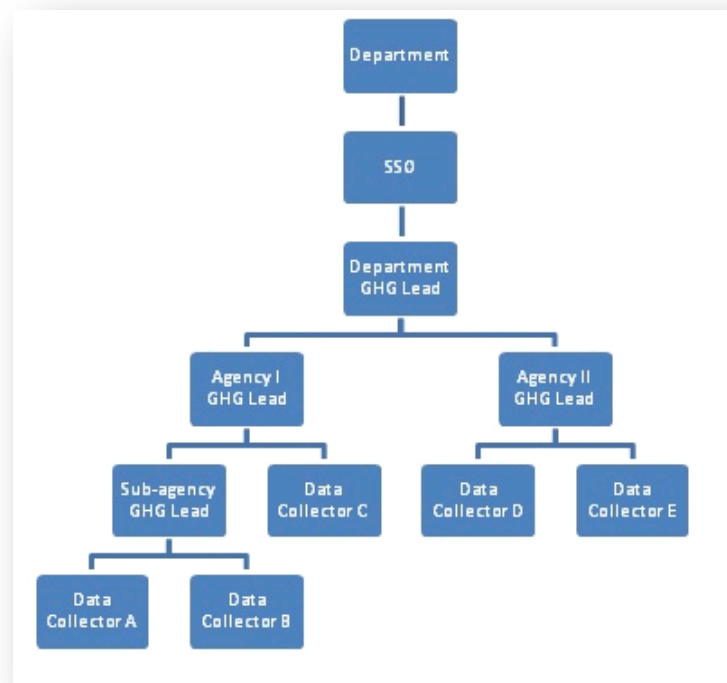 Department
SSO
Department
GHG Lead
Agency I
GHG Lead
Agency II
GHG Lead
Sub-agency
GHG Lead
Data
Collector C
Data
Collector D
Data
Collector E
Data
Collector A
Data
Collector B